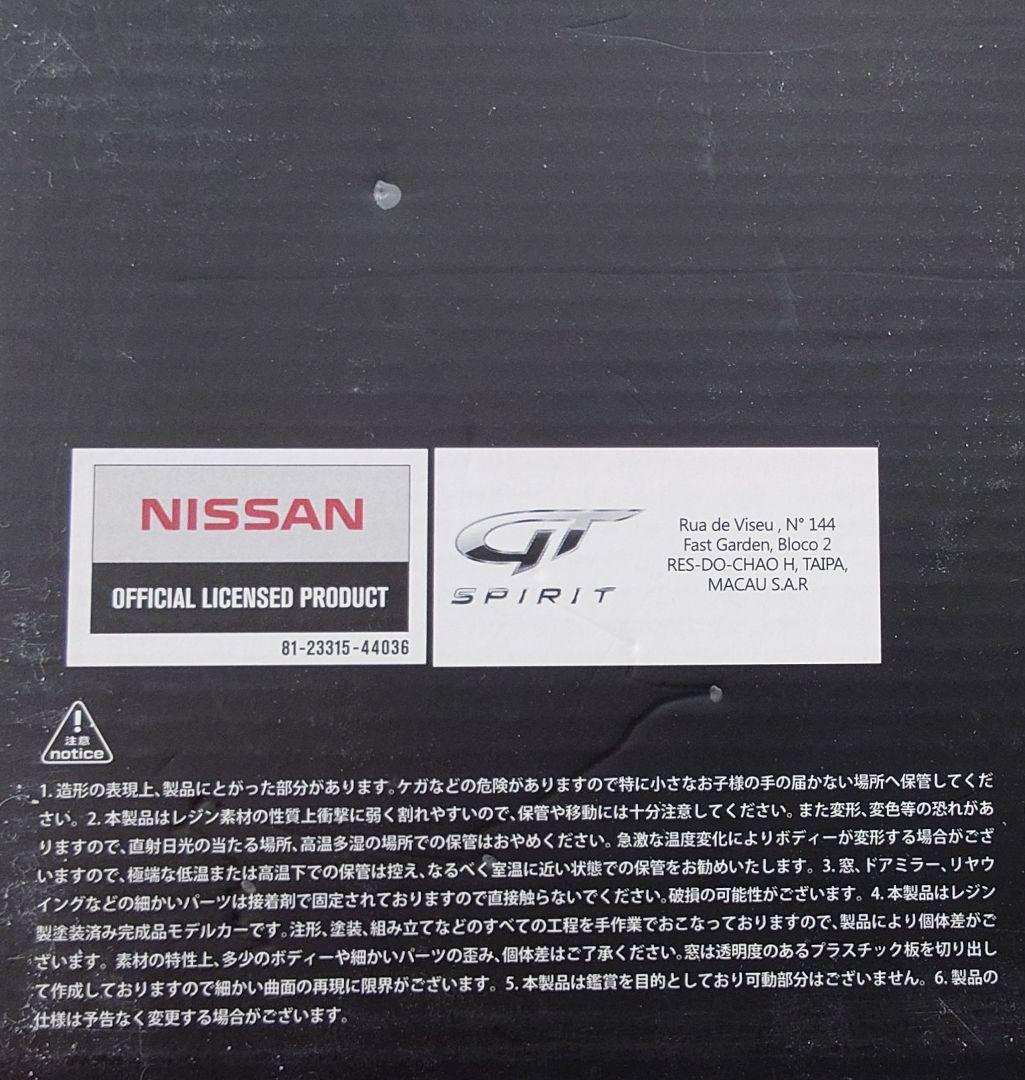 NISSAN
OFFICIAL LICENSED PRODUCT
81-23315-44036
GT
SPIRIT
Rua de Viseu , N° 144
Fast Garden, Bloco 2
RES-DO-CHAO H, TAIPA,
MACAU S.A.R
注意
notice
1. 造形の表現上、製品にとがった部分があります。ケガなどの危険がありますので特に小さなお子様の手の届かない場所へ保管してくだ
さい。2. 本製品はレジン素材の性質上衝撃に弱く割れやすいので、保管や移動には十分注意してください。また変形、変色等の恐れがあ
りますので、直射日光の当たる場所、高温多湿の場所での保管はおやめください。急激な温度変化によりボディーが変形する場合がござ
いますので、極端な低温または高温下での保管は控え、なるべく室温に近い状態での保管をお勧めいたします。3. 窓、ドアミラー、リヤウ
イングなどの細かいパーツは接着剤で固定されておりますので直接触らないでください。破損の可能性がございます。4. 本製品はレジン
製塗装済み完成品モデルカーです。注形、塗装、組み立てなどのすべての工程を手作業でおこなっておりますので、製品により個体差がご
ざいます。素材の特性上、多少のボディーや細かいパーツの歪み、個体差はご了承ください。窓は透明度のあるプラスチック板を切り出し
て作成しておりますので細かい曲面の再現に限界がございます。5. 本製品は鑑賞を目的としており可動部分はございません。6. 製品の
仕様は予告なく変更する場合がございます。